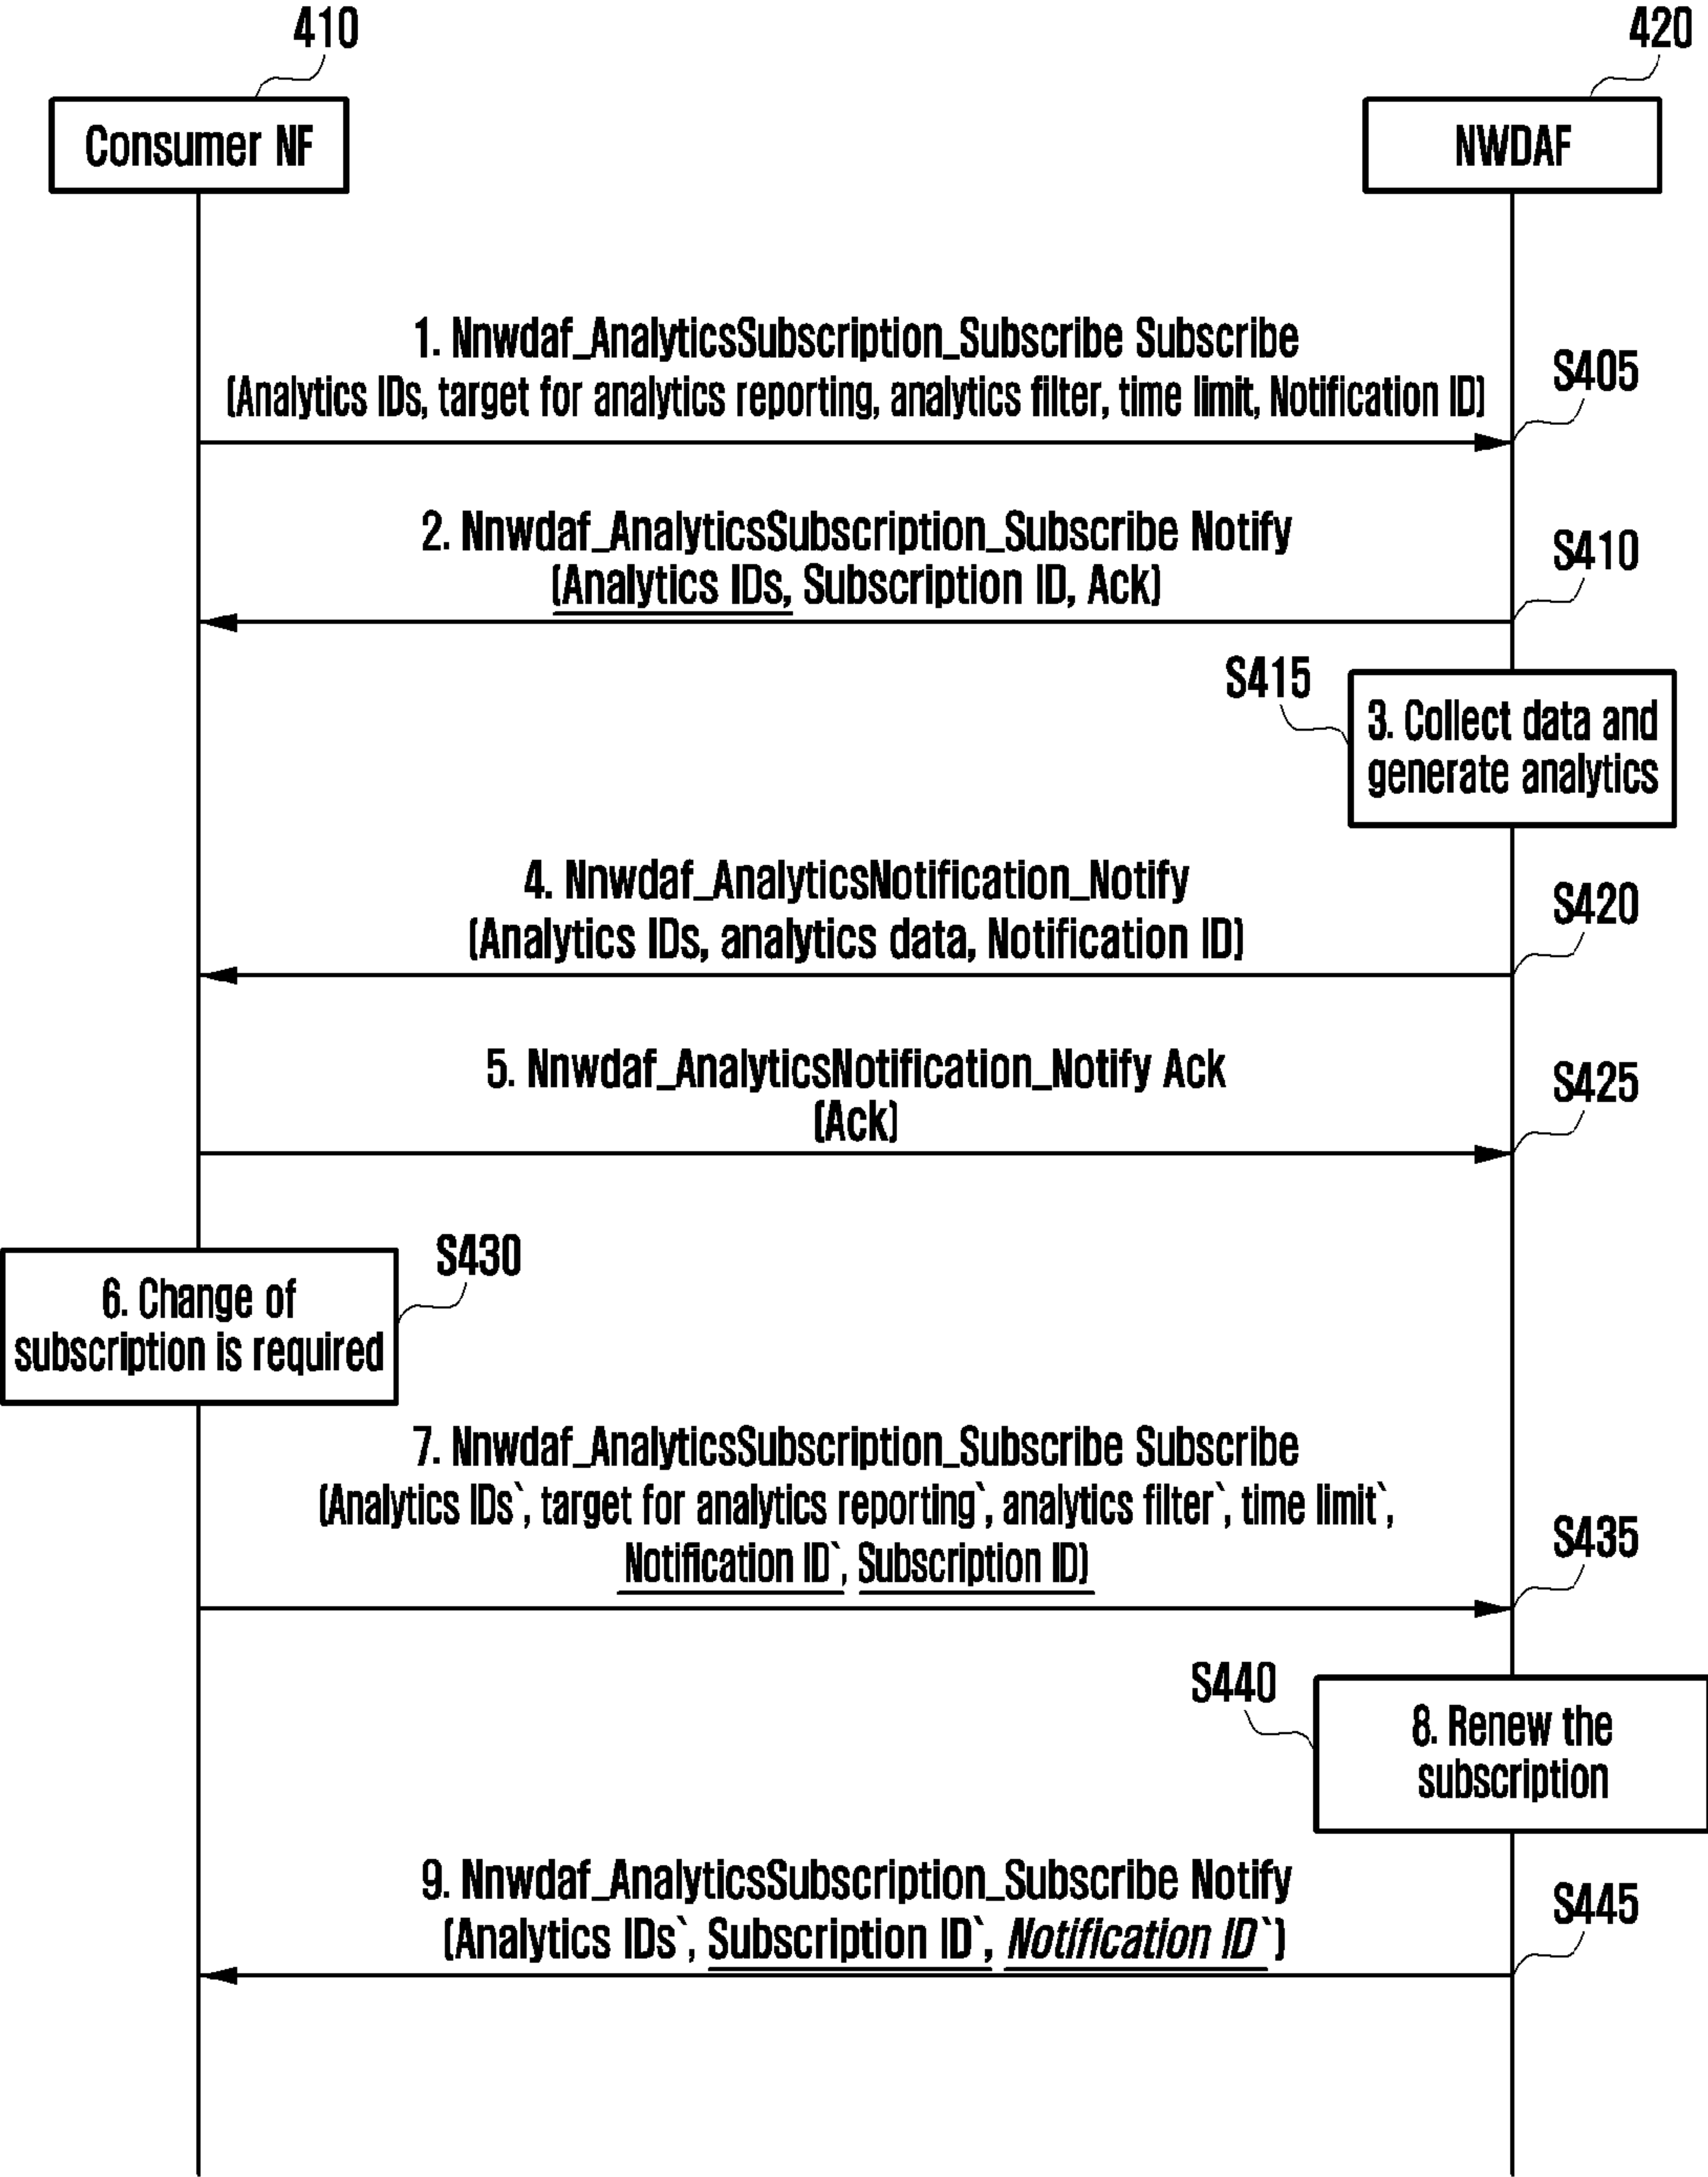 410
420
Consumer NF
NWDAF
1. Nnwdaf_AnalyticsSubscription_Subscribe Subscribe
(Analytics IDs, target for analytics reporting, analytics filter, time limit, Notification ID)
S405
2. Nnwdaf_AnalyticsSubscription_Subscribe Notify
(Analytics IDs, Subscription ID, Ack)
S410
S415
3. Collect data and
generate analytics
4. Nnwdaf_AnalyticsNotification_Notify
(Analytics IDs, analytics data, Notification ID)
S420
5. Nnwdaf_AnalyticsNotification_Notify Ack
(Ack)
S425
S430
6. Change of
subscription is required
7. Nnwdaf_AnalyticsSubscription_Subscribe Subscribe
(Analytics IDs`, target for analytics reporting`, analytics filter`, time limit`,
Notification ID`, Subscription ID)
S435
S440
8. Renew the
subscription
9. Nnwdaf_AnalyticsSubscription_Subscribe Notify
(Analytics IDs`, Subscription ID`, Notification ID`)
S445